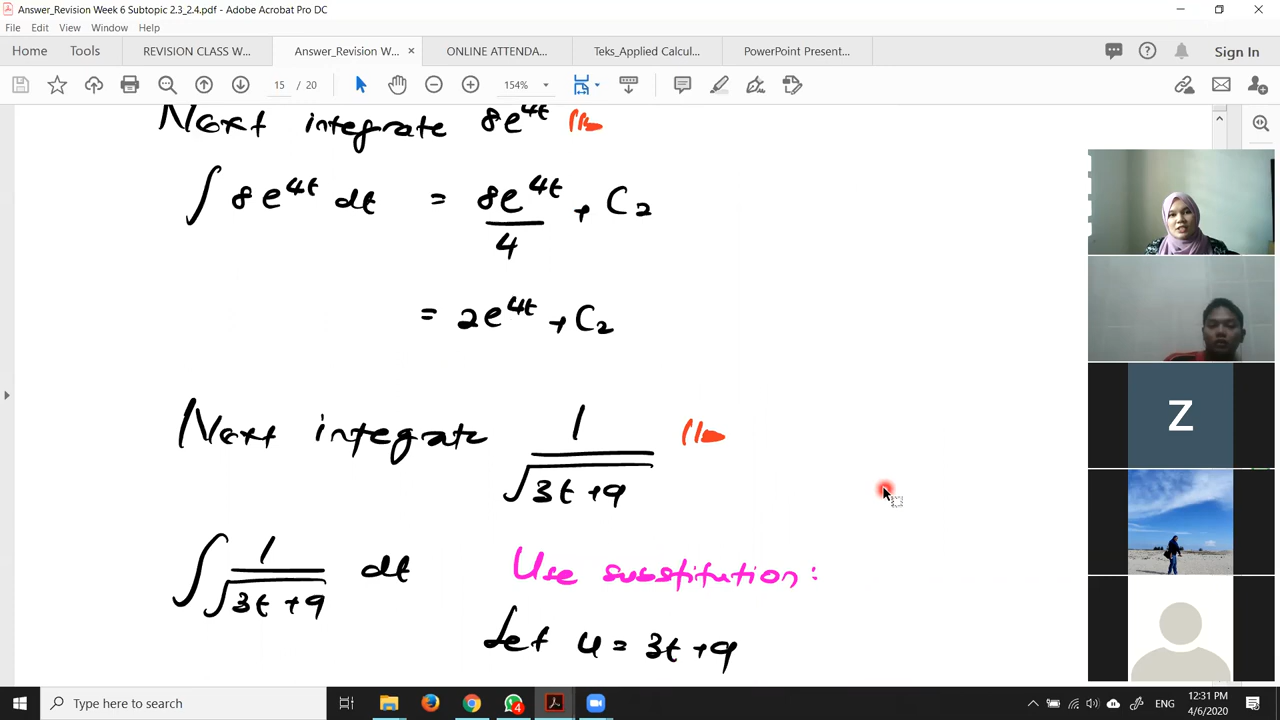 Answer_Revision Week 6 Subtopic 2.3_2.4.pdf - Adobe Acrobat Pro DC
File Edit View Window Help
Home Tools REVISION CLASS W... Answer_Revision W... × ONLINE ATTENDA... Teks_Applied Calcul... PowerPoint Present... Sign In
15 / 20 154%
Next integrate 8e^4t
∫ 8e^4t dt = 8e^4t/4 + C₂
= 2e^4t + C₂
Next integrate 1/√(3t+9)
∫ 1/√(3t+9) dt Use substitution:
Let u = 3t+9
Z
Type here to search
4
ENG
12:31 PM
4/6/2020